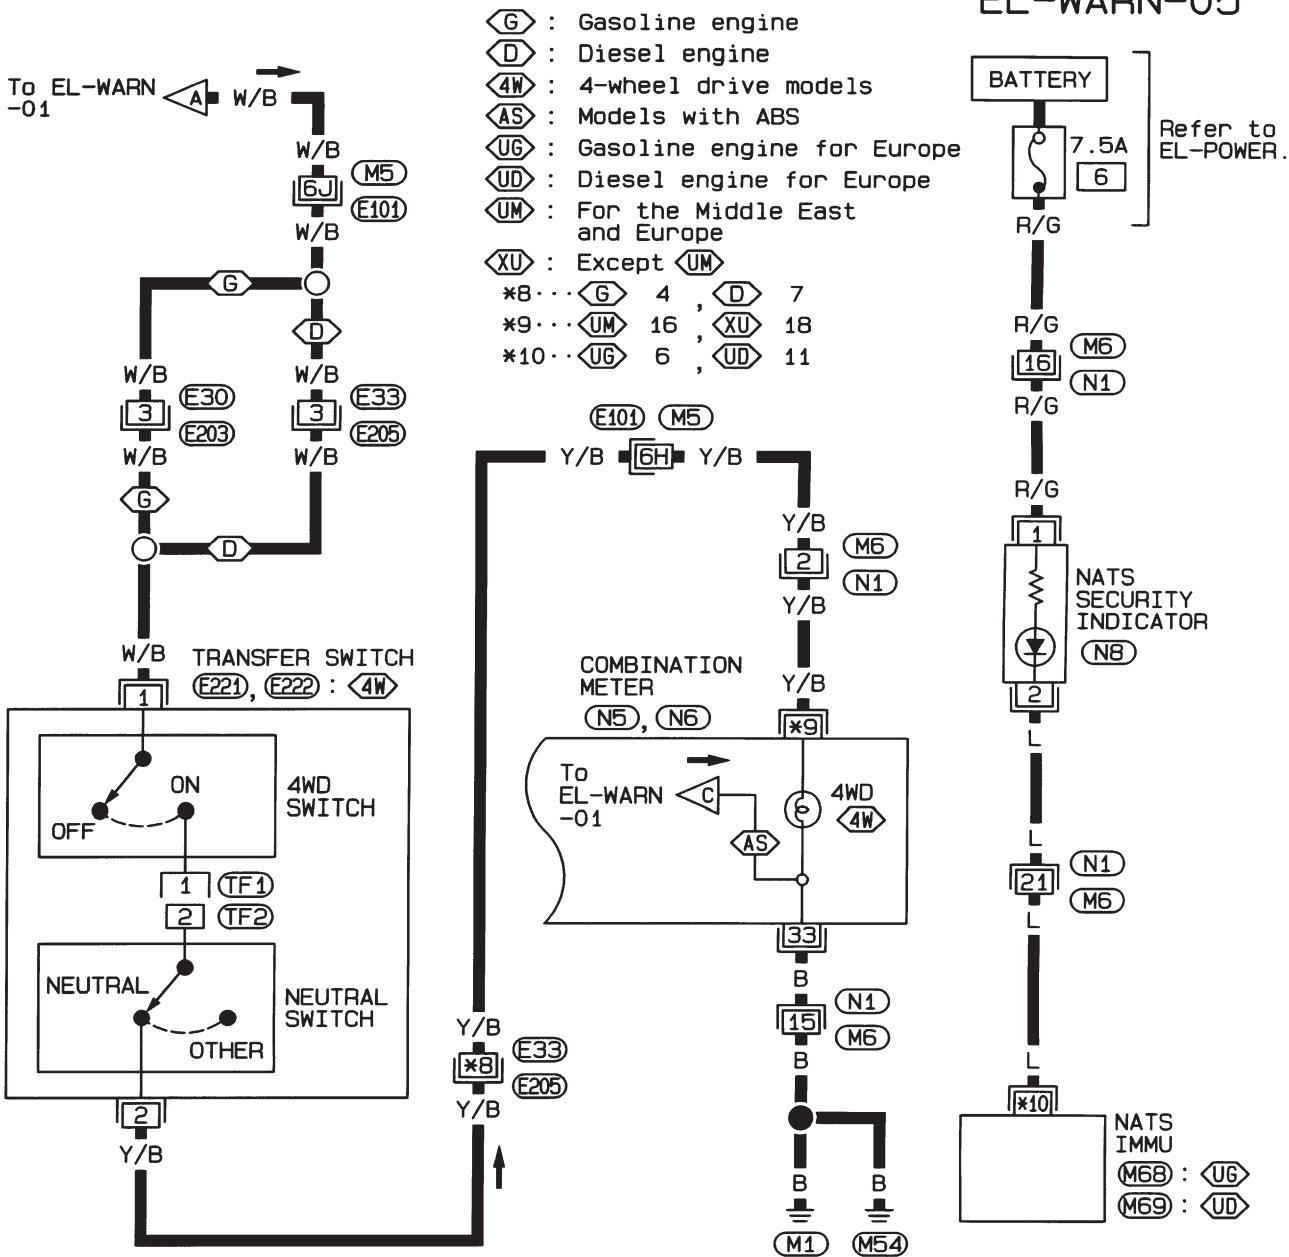 EL-WARN-05
G : Gasoline engine
D : Diesel engine
4W : 4-wheel drive models
AS : Models with ABS
UG : Gasoline engine for Europe
UD : Diesel engine for Europe
UM : For the Middle East
and Europe
XU : Except UM
*8··· G 4 , D 7
*9··· UM 16 , XU 18
*10·· UG 6 , UD 11
To EL-WARN
-01
A
W/B
W/B
6J
M5
E101
W/B
G
D
W/B
W/B
3
E30
E203
3
E33
E205
W/B
W/B
G
D
W/B
TRANSFER SWITCH
E221, E222 : 4W
1
ON
OFF
4WD
SWITCH
1
TF1
2
TF2
NEUTRAL
OTHER
NEUTRAL
SWITCH
2
Y/B
Y/B
*8
E33
E205
Y/B
E101
M5
Y/B
6H
Y/B
Y/B
2
M6
N1
Y/B
Y/B
COMBINATION
METER
N5, N6
*9
To
EL-WARN
-01
C
AS
4WD
4W
33
B
15
N1
M6
B
B
B
M1
M54
BATTERY
7.5A
6
Refer to
EL-POWER.
R/G
R/G
16
M6
N1
R/G
R/G
1
NATS
SECURITY
INDICATOR
N8
2
L
L
21
N1
M6
L
L
*10
NATS
IMMU
M68 : UG
M69 : UD